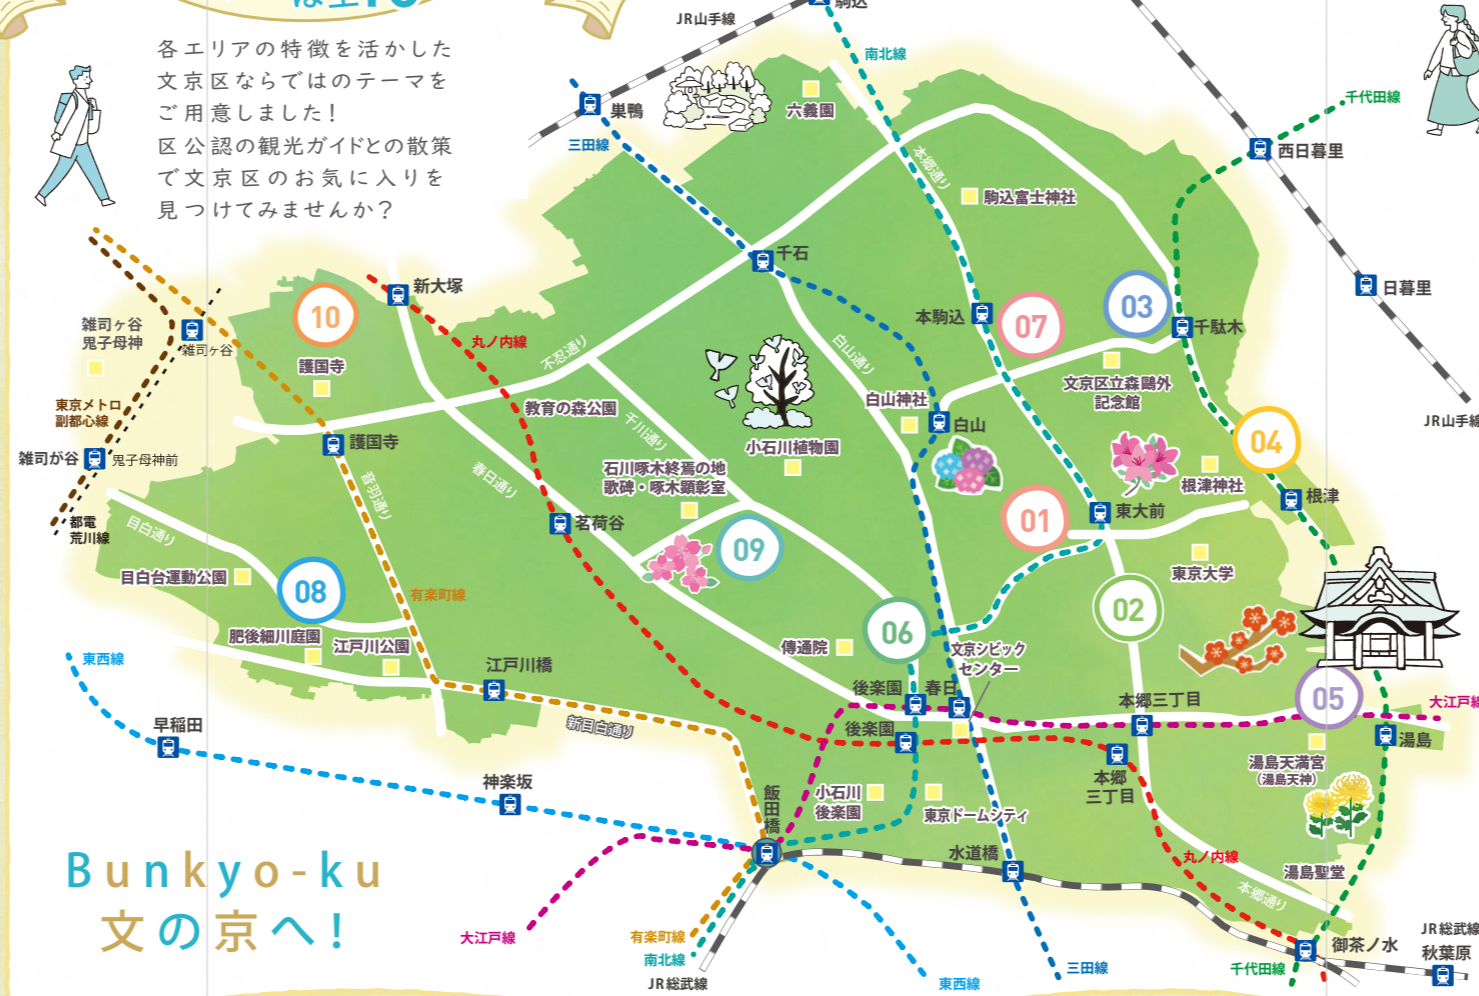 各エリアの特徴を活かした
文京区ならではのテーマを
ご用意しました！
区公認の観光ガイドとの散策
で文京区のお気に入りを
見つけてみませんか？
JR山手線
駒込
南北線
巣鴨
三田線
六義園
千代田線
西日暮里
本郷通り
駒込富士神社
日暮里
JR山手線
千石
新大塚
丸ノ内線
10
護国寺
雑司ヶ谷
鬼子母神
雑司ヶ谷
東京メトロ
副都心線
雑司が谷
鬼子母神前
都電
荒川線
護国寺
不忍通り
教育の森公園
千川通り
白山通り
小石川植物園
本駒込
07
03
千駄木
文京区立森鷗外
記念館
白山神社
白山
04
根津神社
根津
石川啄木終焉の地
歌碑・啄木顕彰室
春日通り
音羽通り
茗荷谷
09
01
東大前
東京大学
02
目白通り
目白台運動公園
08
有楽町線
肥後細川庭園
江戸川公園
東西線
早稲田
江戸川橋
新目白通り
神楽坂
傳通院
06
文京シビック
センター
後楽園
春日
後楽園
本郷三丁目
本郷
三丁目
05
大江戸線
湯島
湯島天満宮
（湯島天神）
飯
田
橋
小石川
後楽園
東京ドームシティ
水道橋
丸ノ内線
本郷通り
湯島聖堂
御茶ノ水
千代田線
JR総武線
秋葉原
大江戸線
有楽町線
南北線
JR総武線
東西線
三田線
Bunkyo-ku
文の京へ！